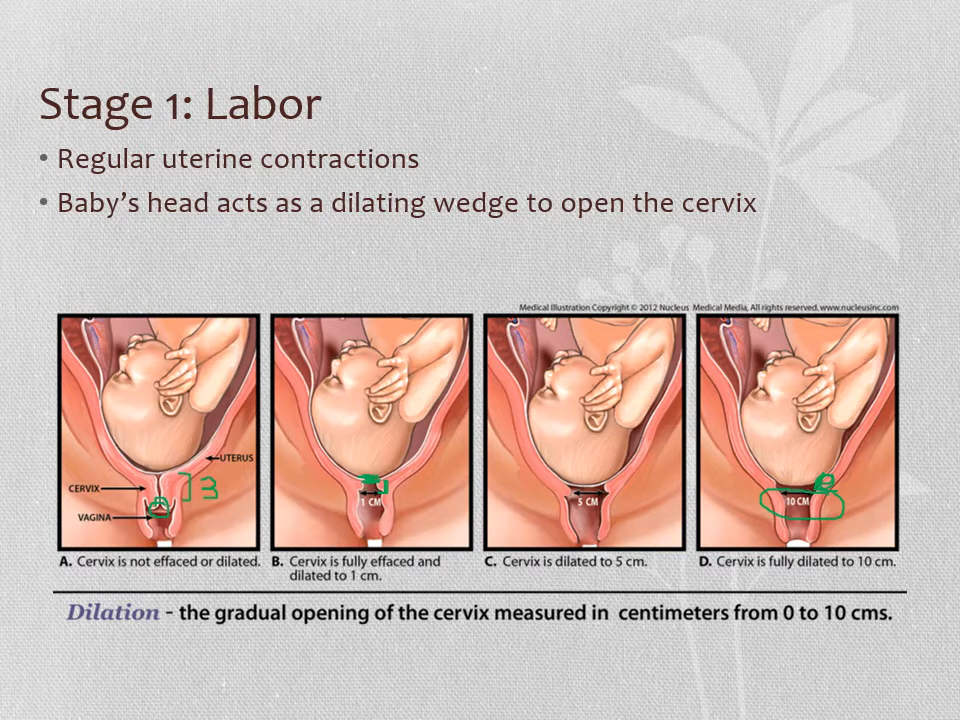 Stage 1: Labor
• Regular uterine contractions
• Baby’s head acts as a dilating wedge to open the cervix
Medical Illustration Copyright © 2012 Nucleus Medical Media, All rights reserved, www.nucleusinc.com
UTERUS
CERVIX
3
VAGINA
1 CM
5 CM
10 CM
A. Cervix is not effaced or dilated.
B. Cervix is fully effaced and
dilated to 1 cm.
C. Cervix is dilated to 5 cm.
D. Cervix is fully dilated to 10 cm.
Dilation - the gradual opening of the cervix measured in centimeters from 0 to 10 cms.